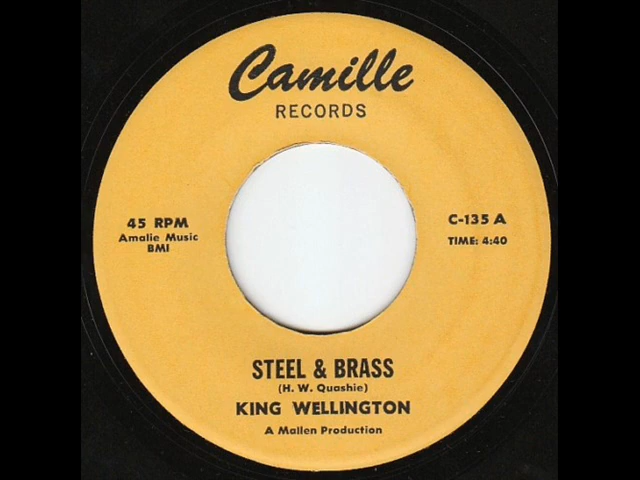 Camille
RECORDS
45 RPM
Amalie Music
BMI
C-135 A
TIME: 4:40
STEEL & BRASS
(H. W. Quashie)
KING WELLINGTON
A Mallen Production